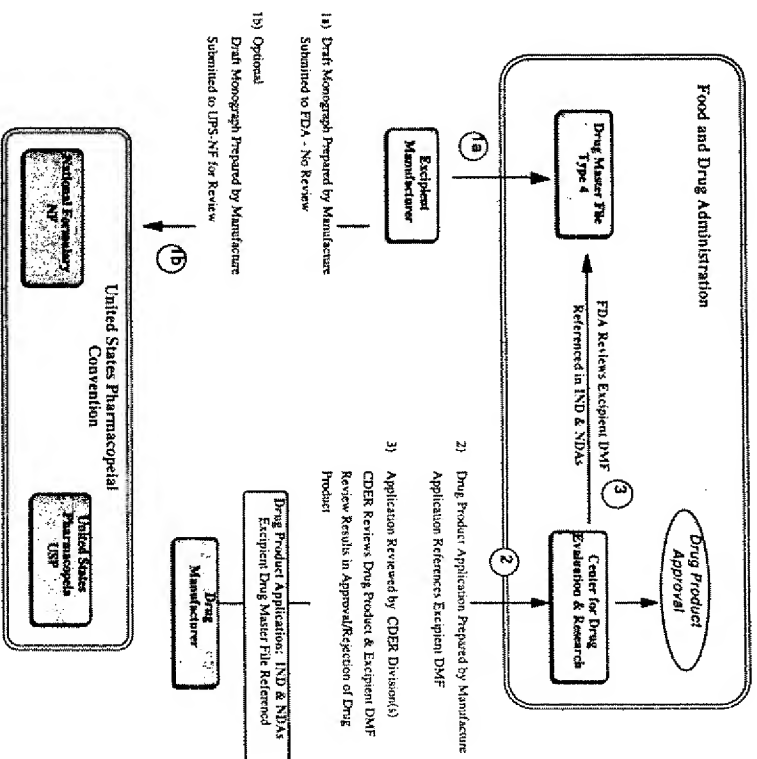 Food and Drug Administration
Drug Master File
Type 4
FDA Reviews Excipient DMF
Referenced in IND & NDAs
3
Drug Product
Approval
Center for Drug
Evaluation & Research
1a
2
Excipient
Manufacturer
1a) Draft Monograph Prepared by Manufacture
Submitted to FDA - No Review
1b) Optional
Draft Monograph Prepared by Manufacture
Submitted to UPS-NF for Review
2) Drug Product Application Prepared by Manufacture
Application References Excipient DMF
3) Application Reviewed by CDER Division(s)
CDER Reviews Drug Product & Excipient DMF
Review Results in Approval/Rejection of Drug
Product
Drug Product Application: IND & NDAs
Excipient Drug Master File Referenced
Drug
Manufacturer
1b
United States Pharmacopeial
Convention
National Formulary
NF
United States
Pharmacopeia
USP